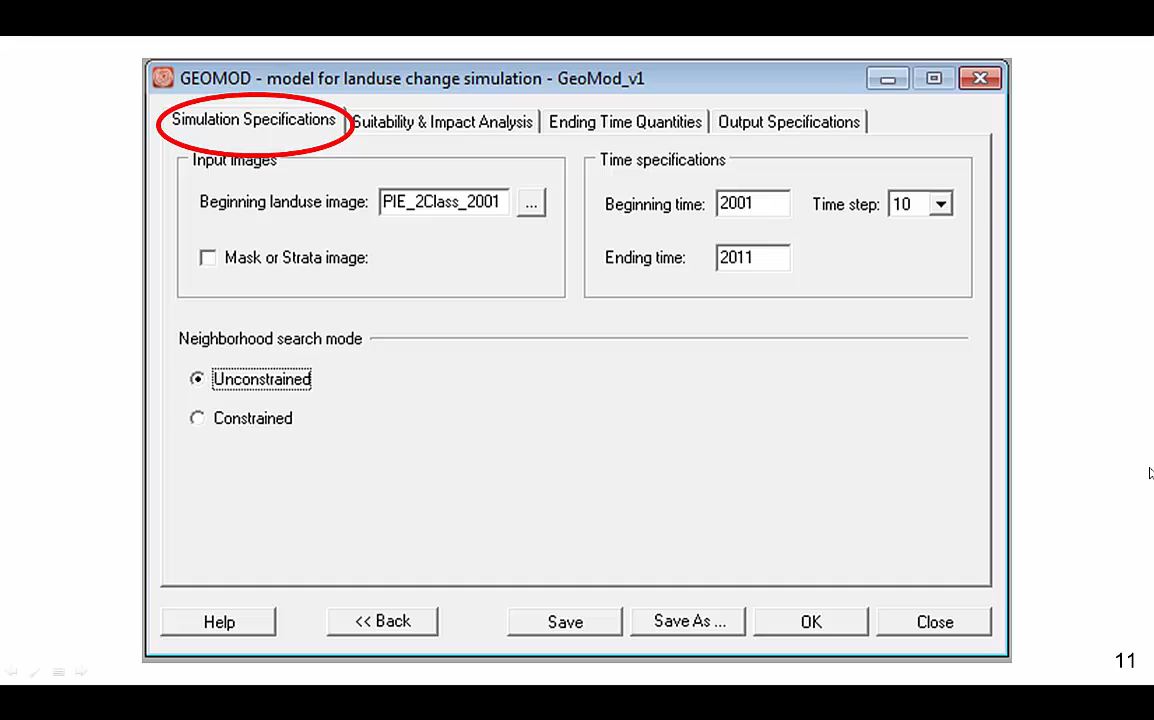 GEOMOD - model for landuse change simulation - GeoMod_v1
Simulation Specifications Suitability & Impact Analysis Ending Time Quantities Output Specifications
Input images
Time specifications
Beginning landuse image: PIE_2Class_2001 ...
Beginning time: 2001 Time step: 10
Mask or Strata image:
Ending time: 2011
Neighborhood search mode
Unconstrained
Constrained
Help << Back Save Save As ... OK Close
11